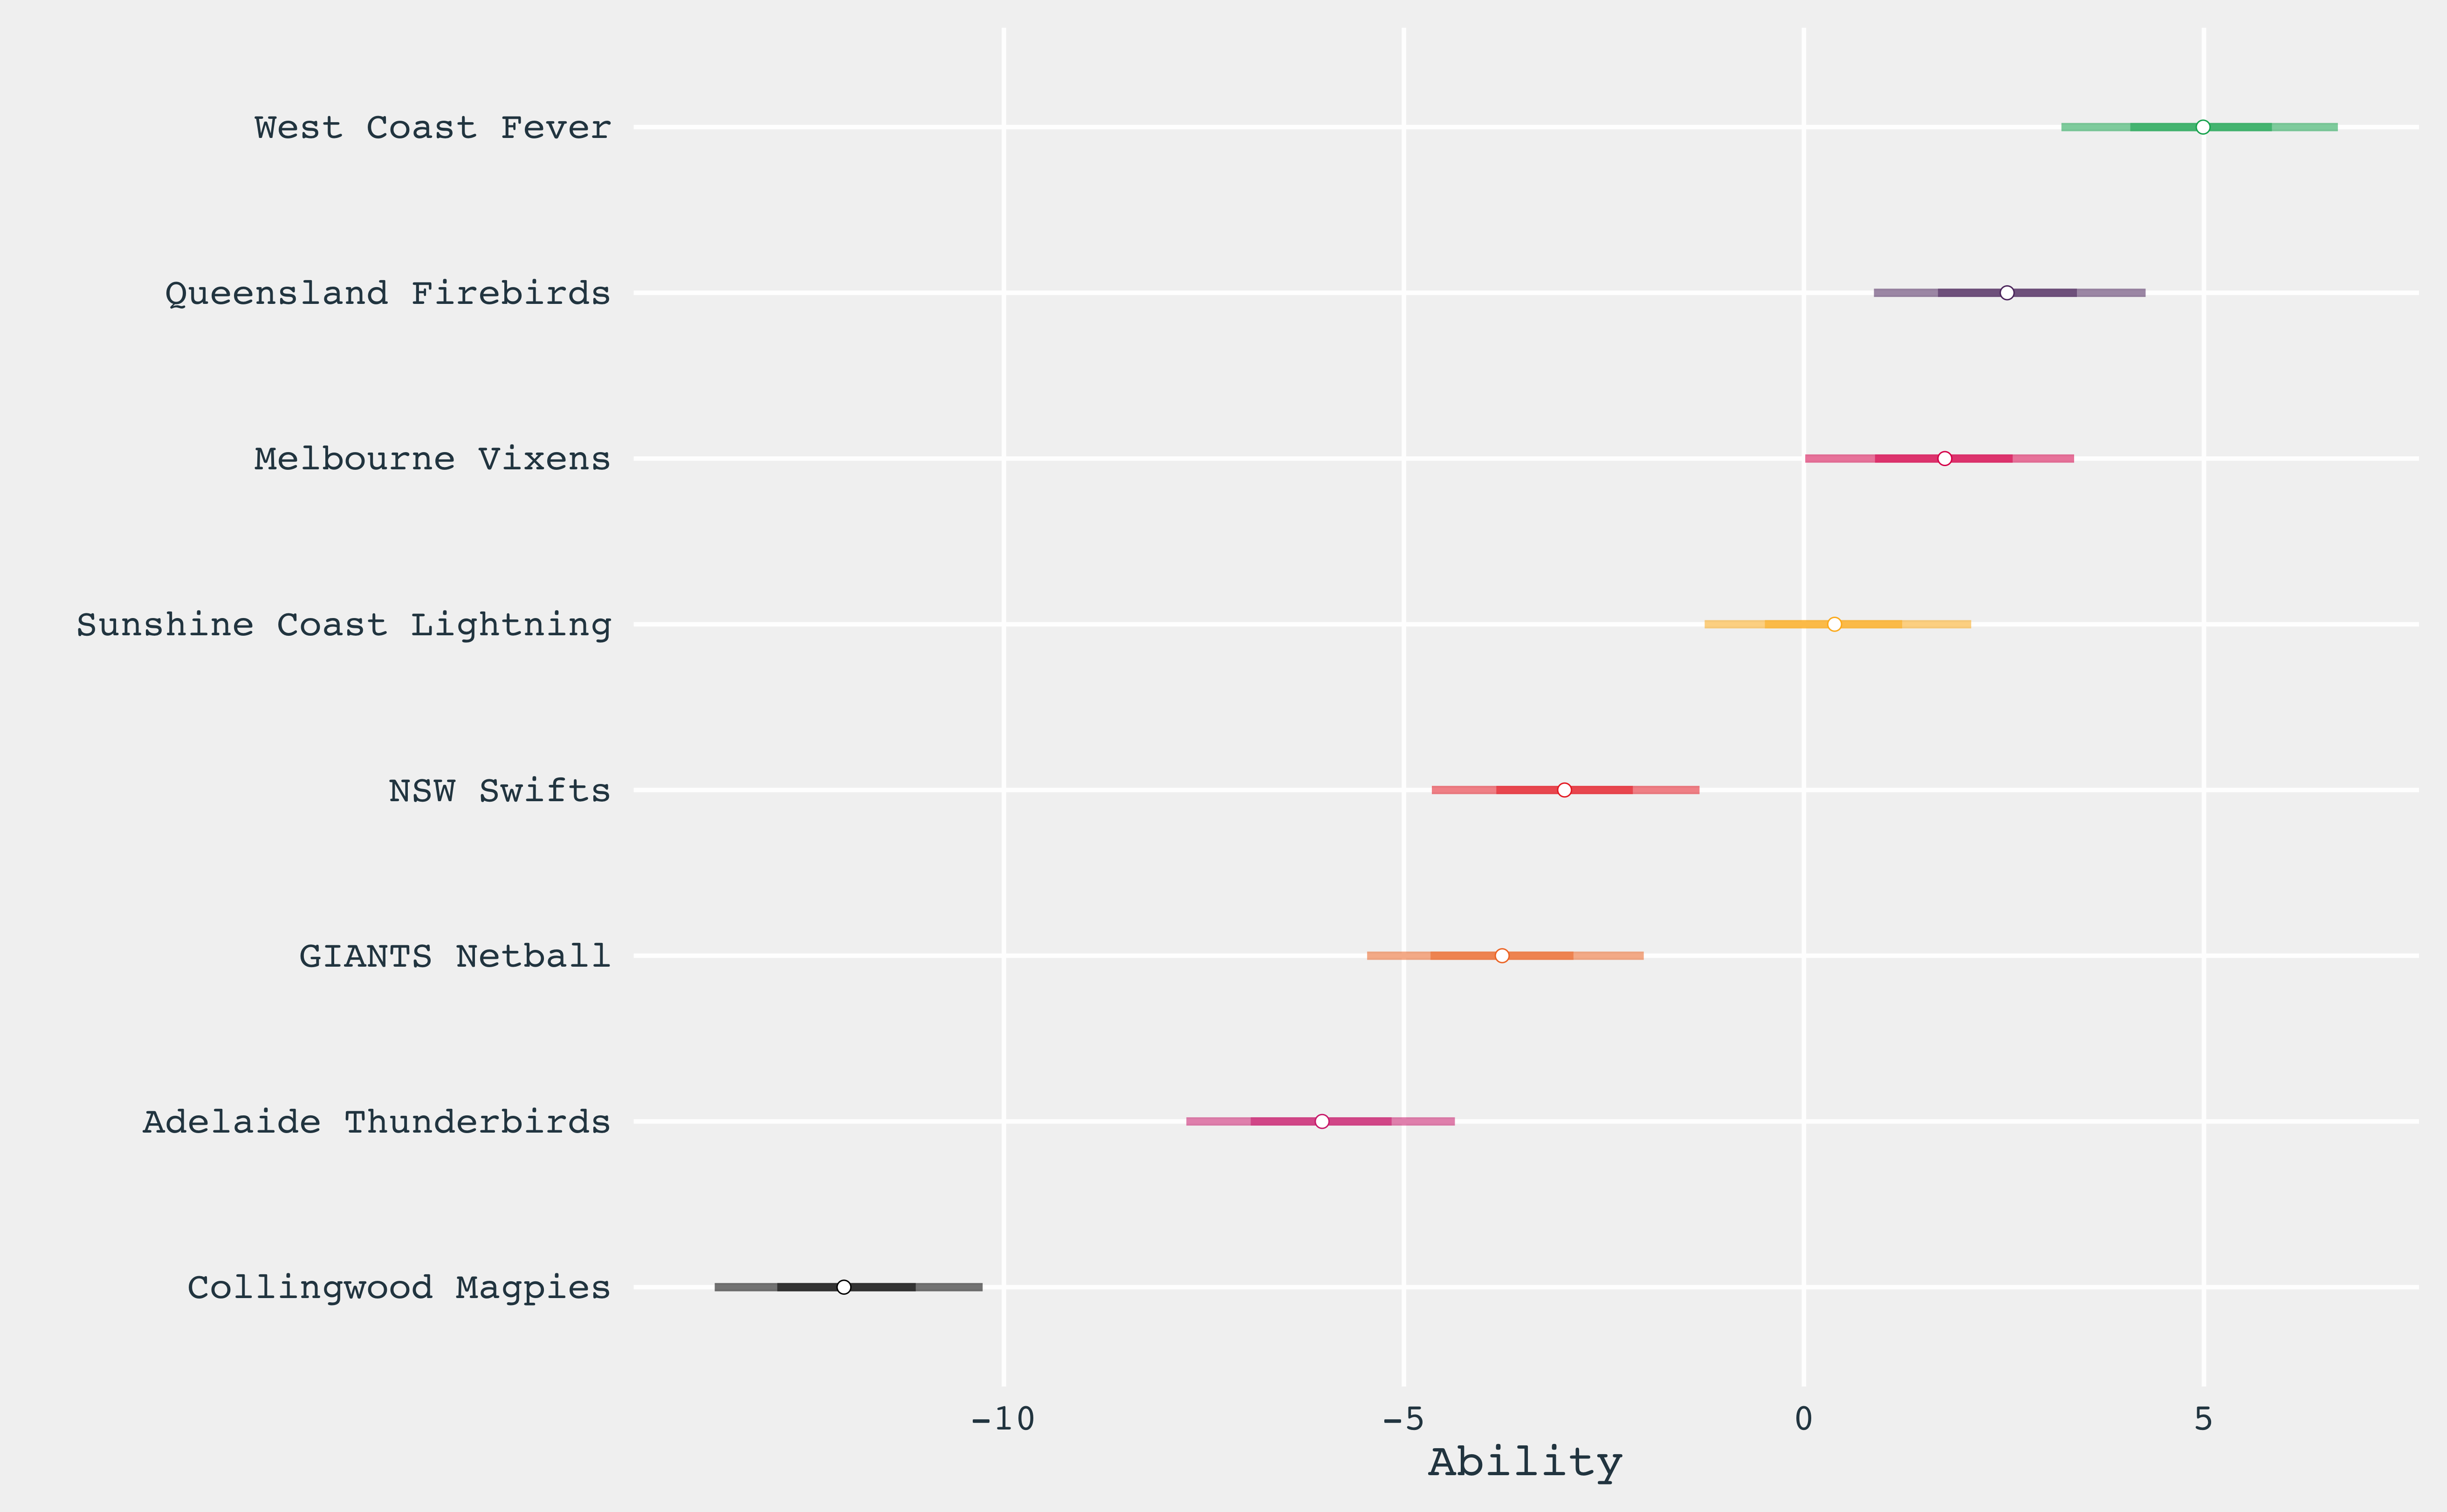 West Coast Fever
Queensland Firebirds
Melbourne Vixens
Sunshine Coast Lightning
NSW Swifts
GIANTS Netball
Adelaide Thunderbirds
Collingwood Magpies
-10 -5 0 5
Ability